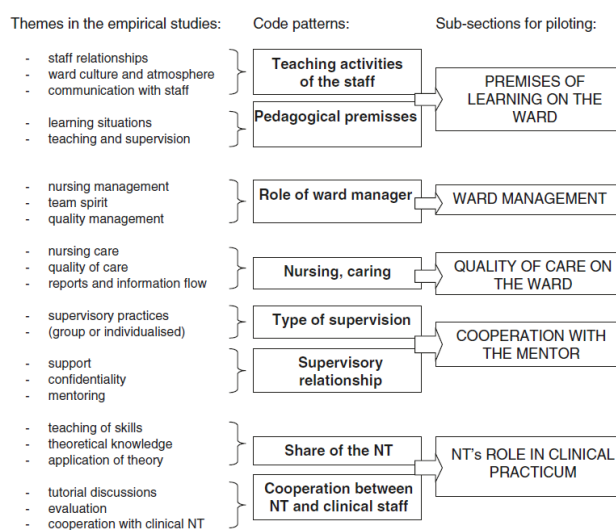 Themes in the empirical studies:
Code patterns:
Sub-sections for piloting:
- staff relationships
- ward culture and atmosphere
- communication with staff
- learning situations
- teaching and supervision
Teaching activities
of the staff
Pedagogical premisses
PREMISES OF
LEARNING ON THE
WARD
- nursing management
- team spirit
- quality management
Role of ward manager
WARD MANAGEMENT
- nursing care
- quality of care
- reports and information flow
Nursing, caring
QUALITY OF CARE ON
THE WARD
- supervisory practices
- (group or individualised)
- support
- confidentiality
- mentoring
Type of supervision
Supervisory
relationship
COOPERATION WITH
THE MENTOR
- teaching of skills
- theoretical knowledge
- application of theory
- tutorial discussions
- evaluation
- cooperation with clinical NT
Share of the NT
Cooperation between
NT and clinical staff
NT's ROLE IN CLINICAL
PRACTICUM